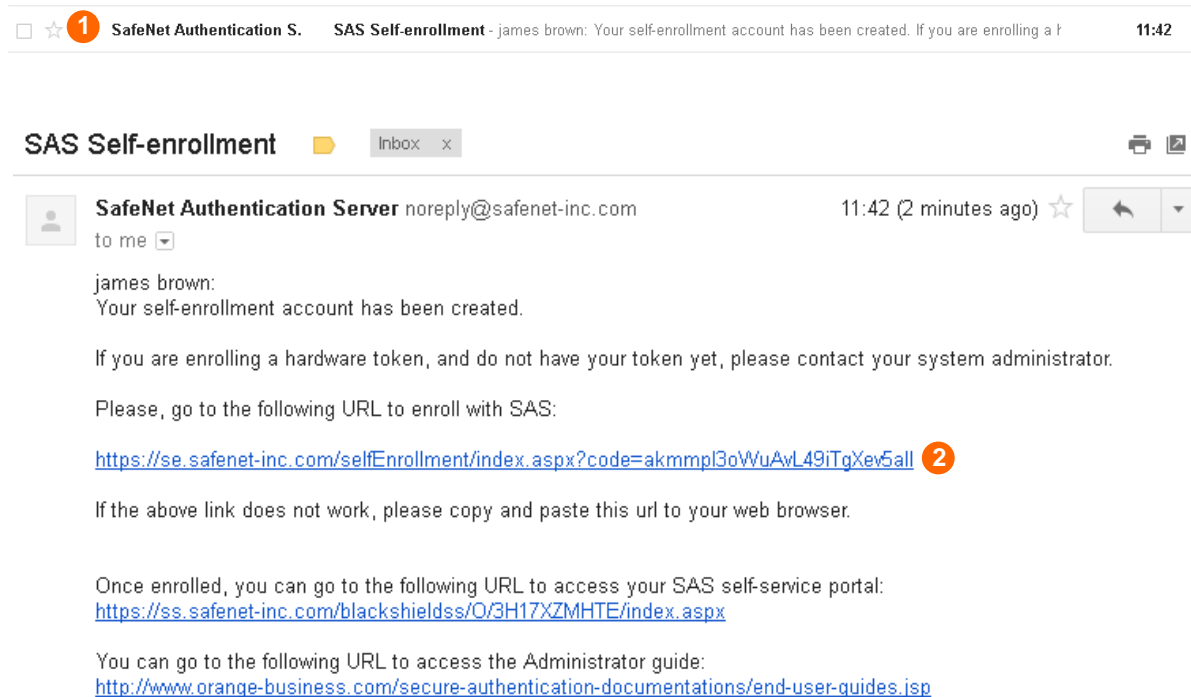 1 SafeNet Authentication S. SAS Self-enrollment - james brown: Your self-enrollment account has been created. If you are enrolling a h 11:42
SAS Self-enrollment Inbox x
SafeNet Authentication Server noreply@safenet-inc.com 11:42 (2 minutes ago)
to me
james brown:
Your self-enrollment account has been created.
If you are enrolling a hardware token, and do not have your token yet, please contact your system administrator.
Please, go to the following URL to enroll with SAS:
https://se.safenet-inc.com/selfEnrollment/index.aspx?code=akmmpl3oWuAvL49iTgXev5all 2
If the above link does not work, please copy and paste this url to your web browser.
Once enrolled, you can go to the following URL to access your SAS self-service portal:
https://ss.safenet-inc.com/blackshieldss/O/3H17XZMHTE/index.aspx
You can go to the following URL to access the Administrator guide:
http://www.orange-business.com/secure-authentication-documentations/end-user-guides.jsp